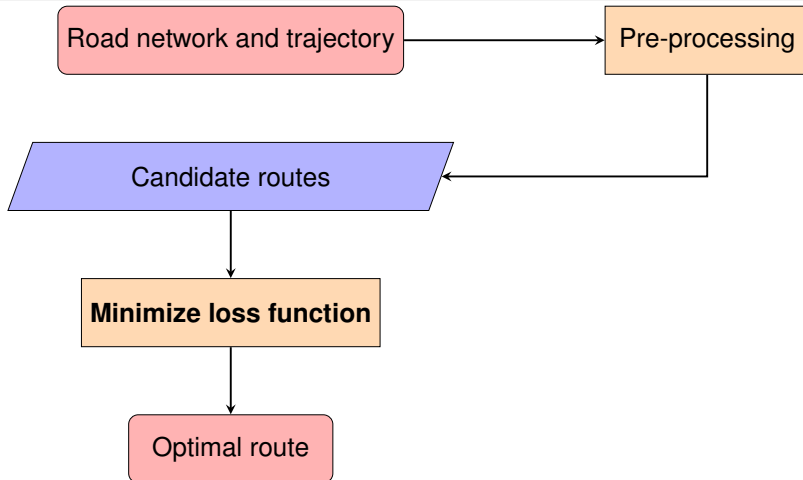 Road network and trajectory
Pre-processing
Candidate routes
Minimize loss function
Optimal route